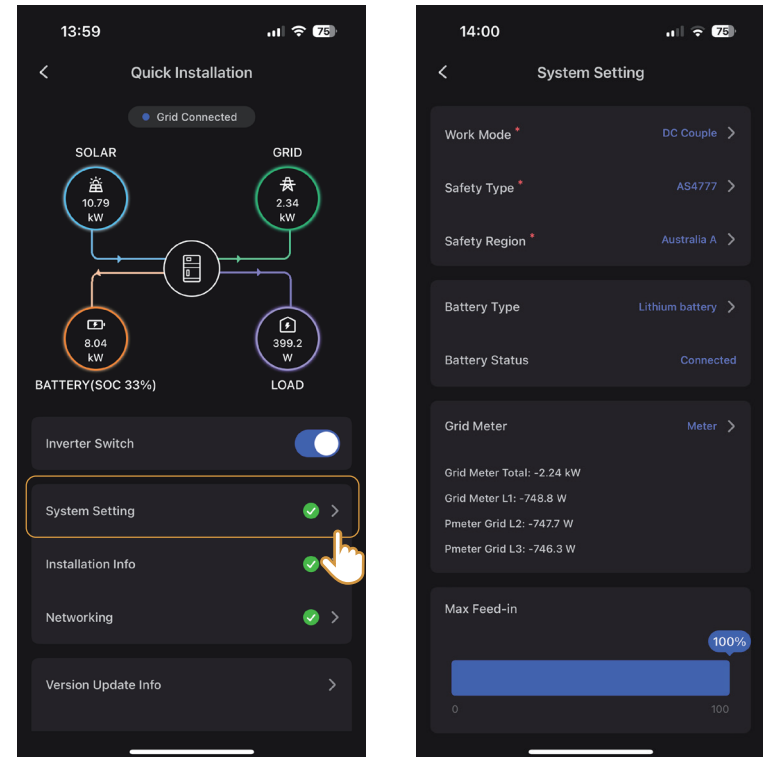 13:59
75
Quick Installation
Grid Connected
SOLAR
GRID
10.79
kW
2.34
kW
8.04
kW
399.2
W
BATTERY(SOC 33%)
LOAD
Inverter Switch
System Setting
Installation Info
Networking
Version Update Info
14:00
75
System Setting
Work Mode *
DC Couple
Safety Type *
AS4777
Safety Region *
Australia A
Battery Type
Lithium battery
Battery Status
Connected
Grid Meter
Meter
Grid Meter Total: -2.24 kW
Grid Meter L1: -748.8 W
Pmeter Grid L2: -747.7 W
Pmeter Grid L3: -746.3 W
Max Feed-in
100%
0
100